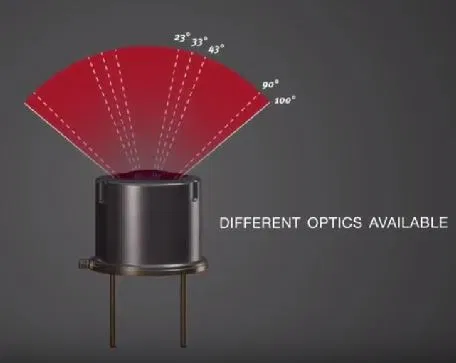 23° 33° 43°
90°
100°
DIFFERENT OPTICS AVAILABLE